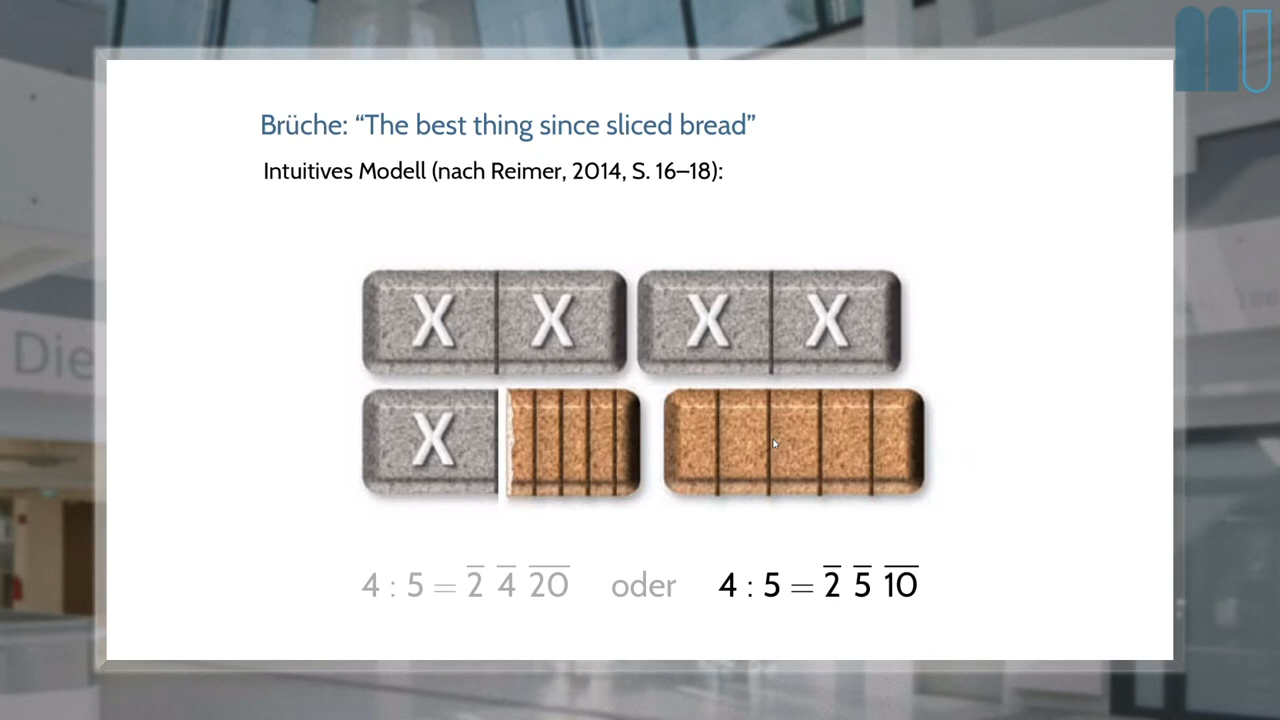 Brüche: “The best thing since sliced bread”
Intuitives Modell (nach Reimer, 2014, S. 16–18):
X X X X
X
4 : 5 = 2̅ 4̅ 2̅0̅ oder 4 : 5 = 2̅ 5̅ 1̅0̅
Die